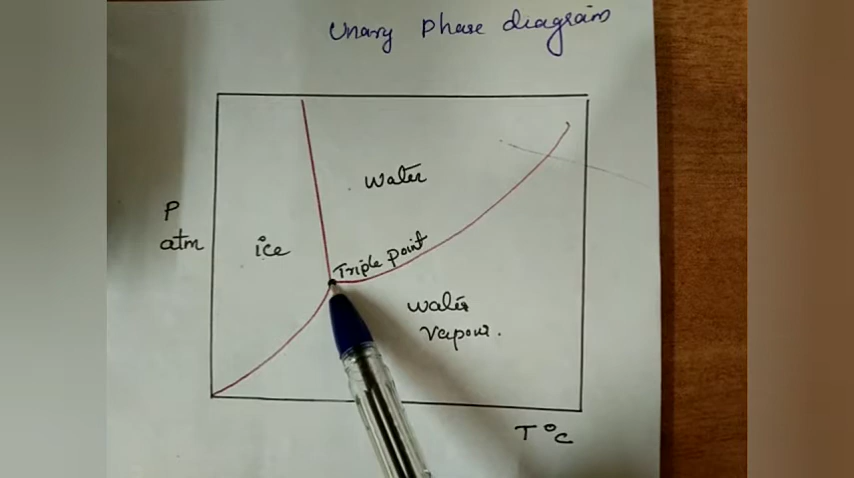 Unary Phase diagram
water
P
atm
ice
Triple point
water
vapour.
T°C